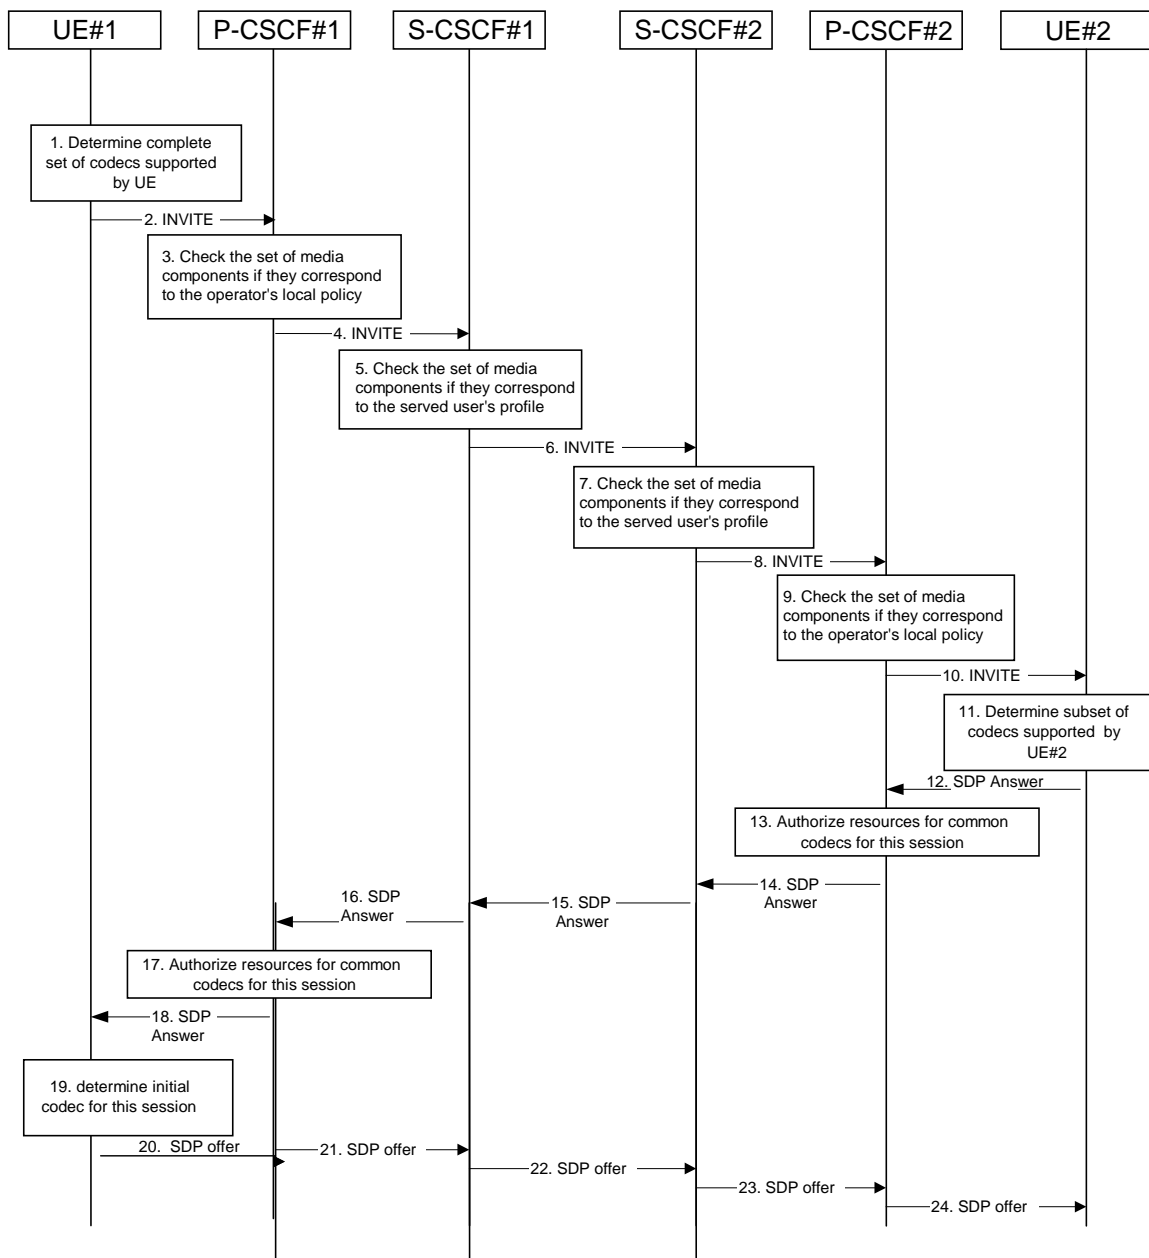 UE#1
P-CSCF#1
S-CSCF#1
S-CSCF#2
P-CSCF#2
UE#2
1. Determine complete
set of codecs supported
by UE
2. INVITE
3. Check the set of media
components if they correspond
to the operator's local policy
4. INVITE
5. Check the set of media
components if they correspond
to the served user's profile
6. INVITE
7. Check the set of media
components if they correspond
to the served user's profile
8. INVITE
9. Check the set of media
components if they correspond
to the operator's local policy
10. INVITE
11. Determine subset of
codecs supported by
UE#2
12. SDP Answer
13. Authorize resources for common
codecs for this session
14. SDP
Answer
15. SDP
Answer
16. SDP
Answer
17. Authorize resources for common
codecs for this session
18. SDP
Answer
19. determine initial
codec for this session
20. SDP offer
21. SDP offer
22. SDP offer
23. SDP offer
24. SDP offer